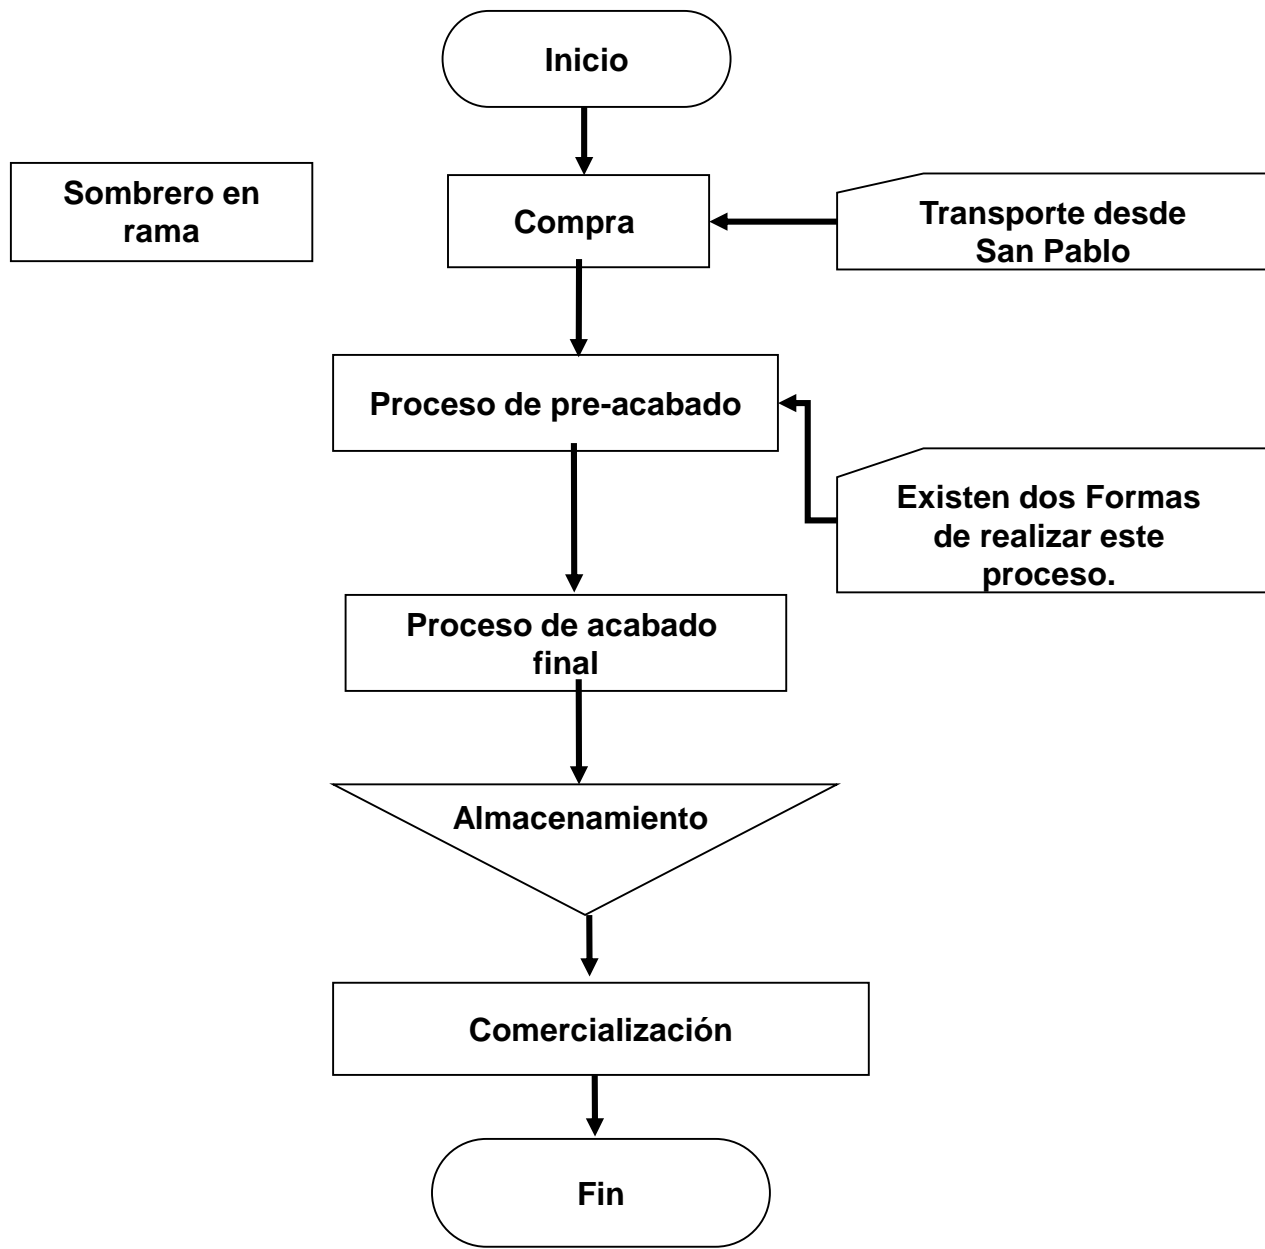 Inicio
Sombrero en
rama
Compra
Transporte desde
San Pablo
Proceso de pre-acabado
Existen dos Formas
de realizar este
proceso.
Proceso de acabado
final
Almacenamiento
Comercialización
Fin